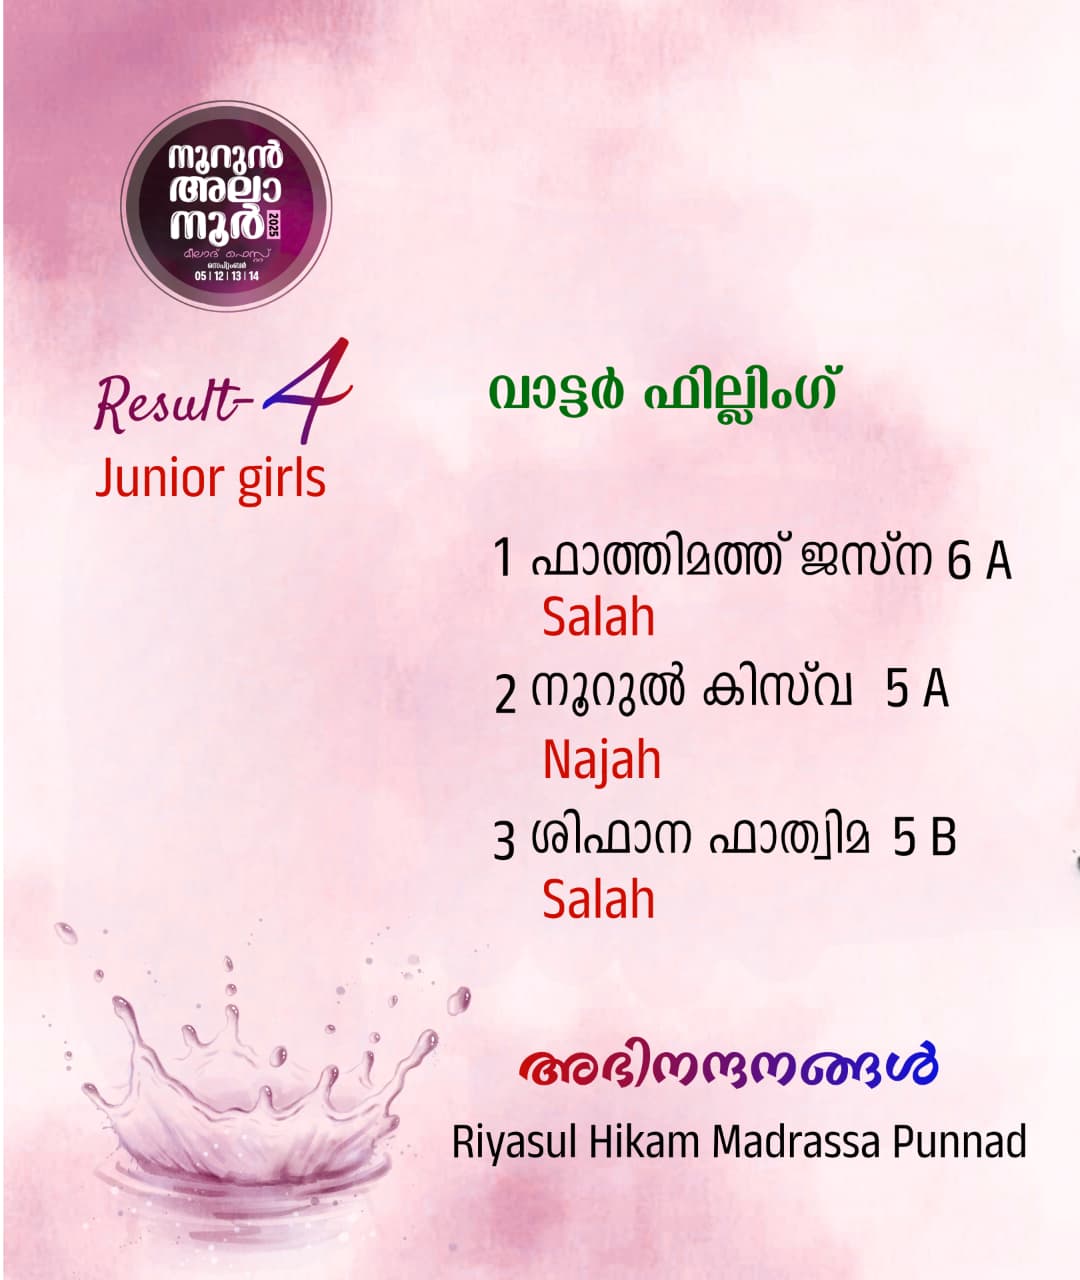 നൂറുൻ
അലാ
നൂർ 2025
മീലാദ് ഫെസ്റ്റ്
സെപ്റ്റംബർ
05 | 12 | 13 | 14
Result-4
Junior girls
വാട്ടർ ഫില്ലിംഗ്
1 ഫാത്തിമത്ത് ജസ്ന 6 A
Salah
2 നൂറുൽ കിസ്വ 5 A
Najah
3 ശിഫാന ഫാത്വിമ 5 B
Salah
അഭിനന്ദനങ്ങൾ
Riyasul Hikam Madrassa Punnad